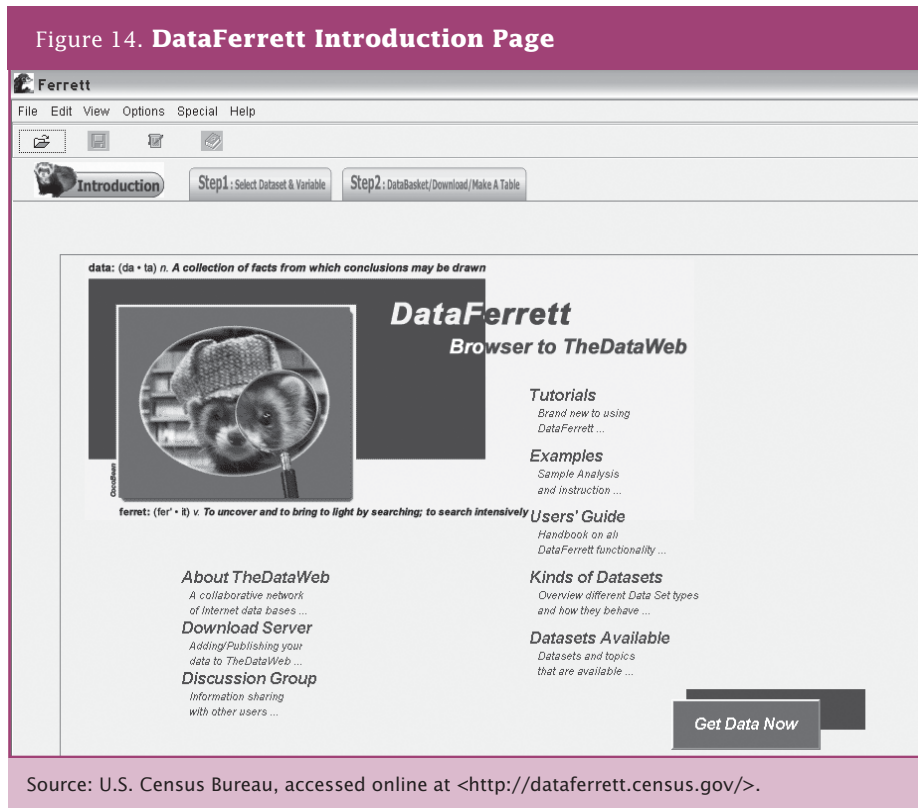 Figure 14. DataFerrett Introduction Page
Ferrett
File Edit View Options Special Help
Introduction
Step1 : Select Dataset & Variable
Step2 : DataBasket/Download/Make A Table
data: (da • ta) n. A collection of facts from which conclusions may be drawn
DataFerrett
Browser to TheDataWeb
CocoBean
ferret: (fer' • it) v. To uncover and to bring to light by searching; to search intensively
Tutorials
Brand new to using
DataFerrett ...
Examples
Sample Analysis
and instruction ...
Users' Guide
Handbook on all
DataFerrett functionality ...
Kinds of Datasets
Overview different Data Set types
and how they behave ...
Datasets Available
Datasets and topics
that are available ...
About TheDataWeb
A collaborative network
of Internet data bases ...
Download Server
Adding/Publishing your
data to TheDataWeb ...
Discussion Group
Information sharing
with other users ...
Get Data Now
Source: U.S. Census Bureau, accessed online at <http://dataferrett.census.gov/>.